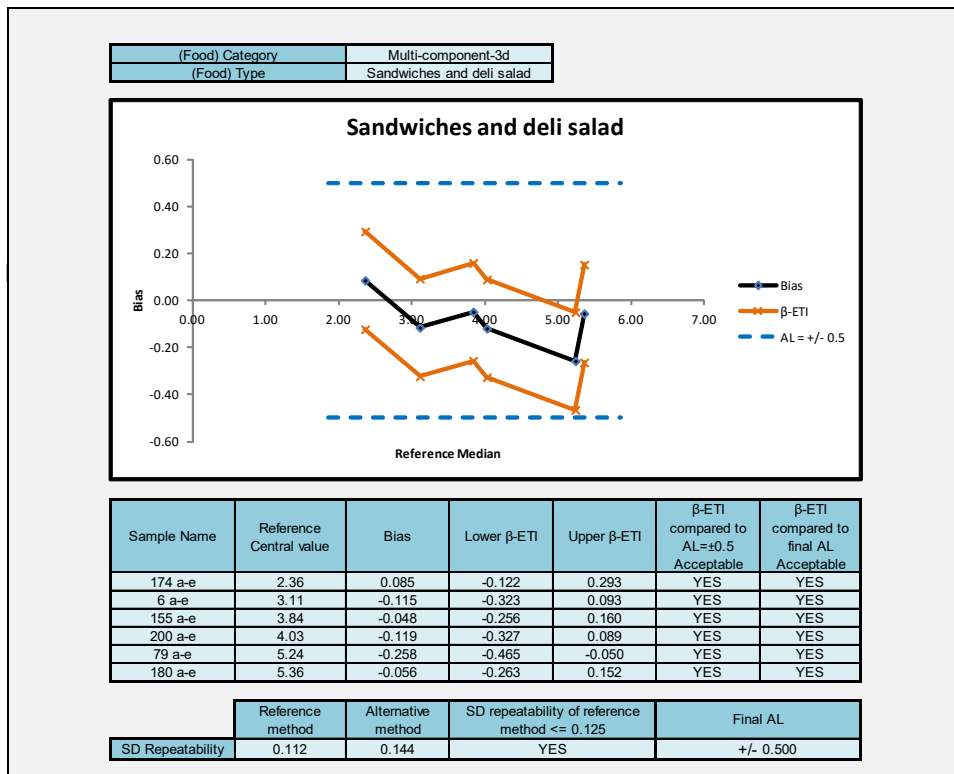 (Food) Category Multi-component-3d
(Food) Type Sandwiches and deli salad
Sandwiches and deli salad
0.60
0.40
0.20
0.00
-0.20
-0.40
-0.60
0.00 1.00 2.00 3.00 4.00 5.00 6.00 7.00
Bias
Reference Median
Bias
β-ETI
AL = +/- 0.5
Sample Name Reference Central value Bias Lower β-ETI Upper β-ETI β-ETI compared to AL=±0.5 Acceptable β-ETI compared to final AL Acceptable
174 a-e 2.36 0.085 -0.122 0.293 YES YES
6 a-e 3.11 -0.115 -0.323 0.093 YES YES
155 a-e 3.84 -0.048 -0.256 0.160 YES YES
200 a-e 4.03 -0.119 -0.327 0.089 YES YES
79 a-e 5.24 -0.258 -0.465 -0.050 YES YES
180 a-e 5.36 -0.056 -0.263 0.152 YES YES
Reference method Alternative method SD repeatability of reference method <= 0.125 Final AL
SD Repeatability 0.112 0.144 YES +/- 0.500